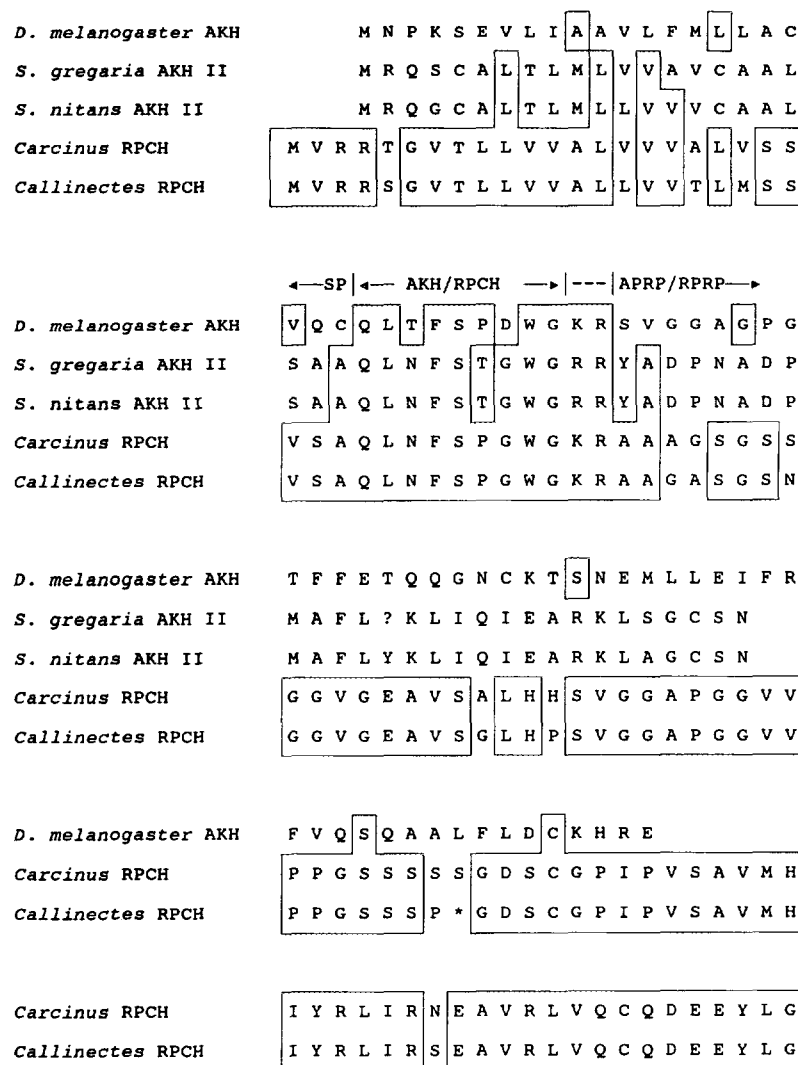 D. melanogaster AKH M N P K S E V L I A A V L F M L L A C
S. gregaria AKH II M R Q S C A L T L M L V V A V C A A L
S. nitans AKH II M R Q G C A L T L M L L V V V C A A L
Carcinus RPCH M V R R T G V T L L V V A L V V V A L V S S
Callinectes RPCH M V R R S G V T L L V V A L L V V T L M S S
←—SP|←— AKH/RPCH —→|---|APRP/RPRP—→
D. melanogaster AKH V Q C Q L T F S P D W G K R S V G G A G P G
S. gregaria AKH II S A A Q L N F S T G W G R R Y A D P N A D P
S. nitans AKH II S A A Q L N F S T G W G R R Y A D P N A D P
Carcinus RPCH V S A Q L N F S P G W G K R A A A G S G S S
Callinectes RPCH V S A Q L N F S P G W G K R A A G A S G S N
D. melanogaster AKH T F F E T Q Q G N C K T S N E M L L E I F R
S. gregaria AKH II M A F L ? K L I Q I E A R K L S G C S N
S. nitans AKH II M A F L Y K L I Q I E A R K L A G C S N
Carcinus RPCH G G V G E A V S A L H H S V G G A P G G V V
Callinectes RPCH G G V G E A V S G L H P S V G G A P G G V V
D. melanogaster AKH F V Q S Q A A L F L D C K H R E
Carcinus RPCH P P G S S S S S G D S C G P I P V S A V M H
Callinectes RPCH P P G S S S P * G D S C G P I P V S A V M H
Carcinus RPCH I Y R L I R N E A V R L V Q C Q D E E Y L G
Callinectes RPCH I Y R L I R S E A V R L V Q C Q D E E Y L G